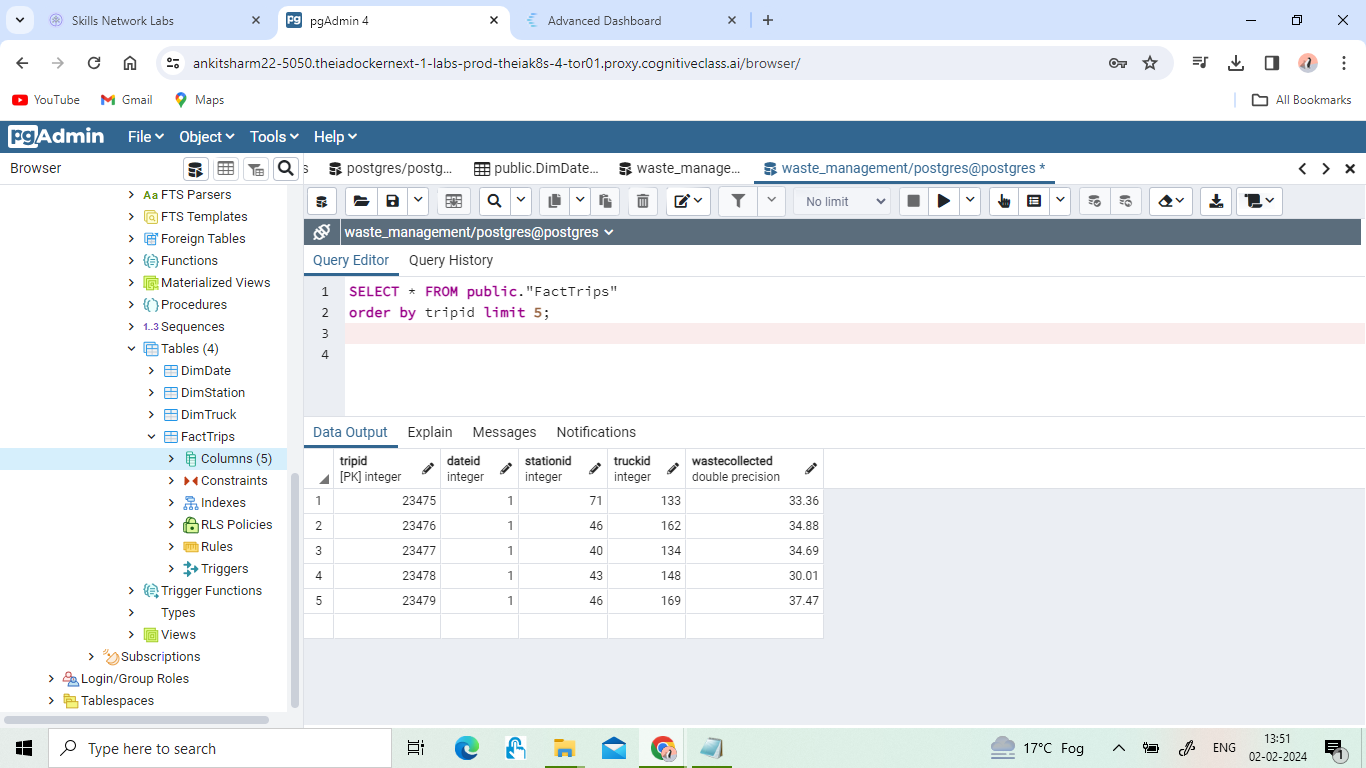 Skills Network Labs
pgAdmin 4
Advanced Dashboard
ankitsharm22-5050.theiadockernext-1-labs-prod-theiak8s-4-tor01.proxy.cognitiveclass.ai/browser/
YouTube
Gmail
Maps
All Bookmarks
pgAdmin
File
Object
Tools
Help
Browser
postgres/postg...
public.DimDate...
waste_manage...
waste_management/postgres@postgres *
No limit
waste_management/postgres@postgres
Query Editor
Query History
1 SELECT * FROM public."FactTrips"
2 order by tripid limit 5;
3
4
FTS Parsers
FTS Templates
Foreign Tables
Functions
Materialized Views
Procedures
1..3 Sequences
Tables (4)
DimDate
DimStation
DimTruck
FactTrips
Columns (5)
Constraints
Indexes
RLS Policies
Rules
Triggers
Trigger Functions
Types
Views
Subscriptions
Login/Group Roles
Tablespaces
Data Output
Explain
Messages
Notifications
tripid dateid stationid truckid wastecollected
[PK] integer integer integer integer double precision
1 23475 1 71 133 33.36
2 23476 1 46 162 34.88
3 23477 1 40 134 34.69
4 23478 1 43 148 30.01
5 23479 1 46 169 37.47
Type here to search
17°C Fog
ENG
13:51
02-02-2024
1